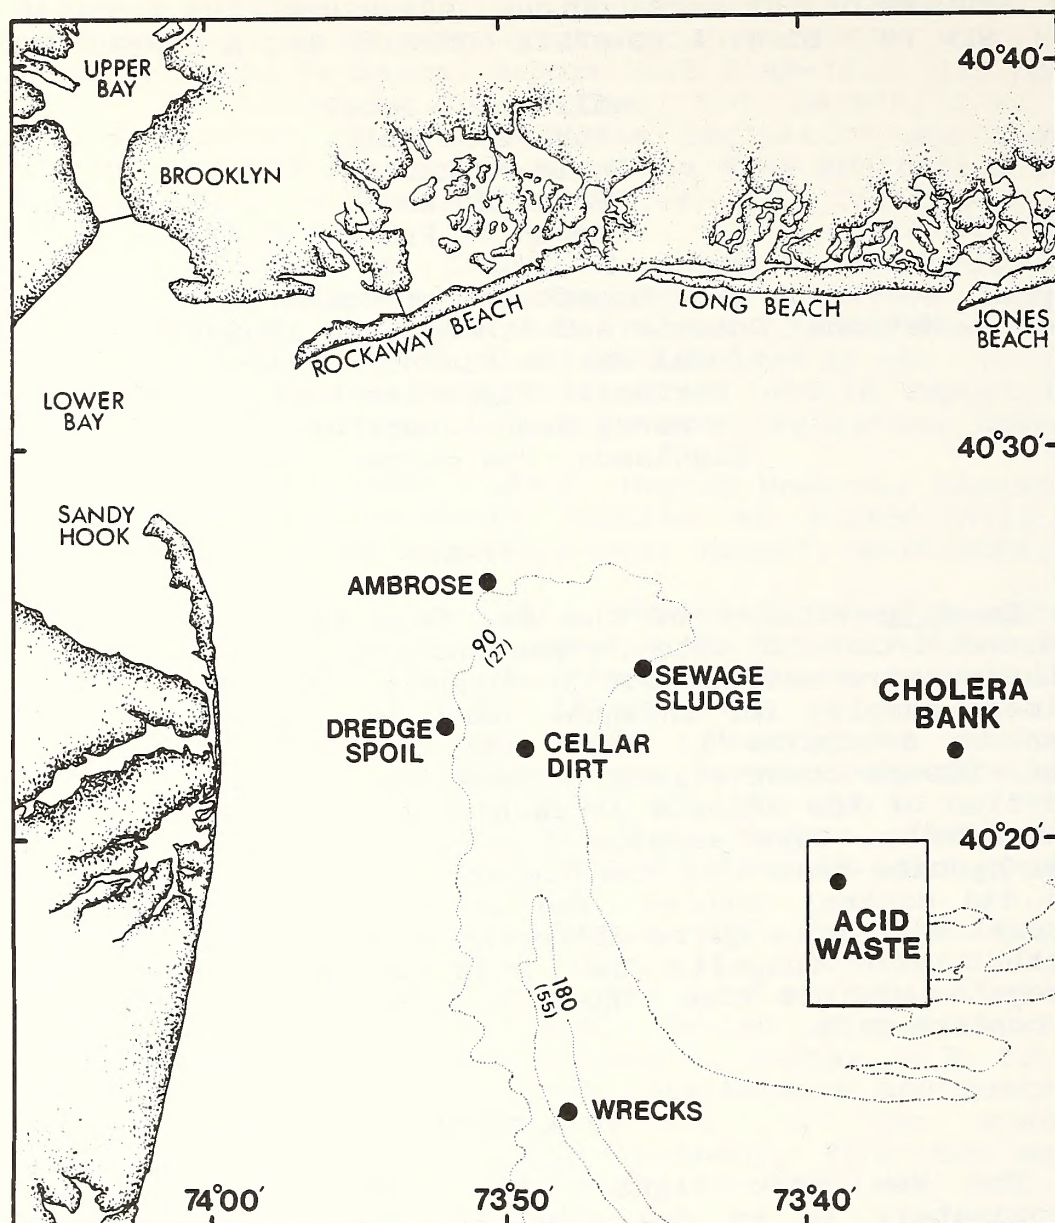 UPPER
BAY
40°40′
BROOKLYN
ROCKAWAY BEACH
LONG BEACH
JONES
BEACH
LOWER
BAY
40°30′
SANDY
HOOK
AMBROSE
90
(27)
SEWAGE
SLUDGE
CHOLERA
BANK
DREDGE
SPOIL
CELLAR
DIRT
40°20′
ACID
WASTE
180
(55)
WRECKS
74°00′
73°50′
73°40′